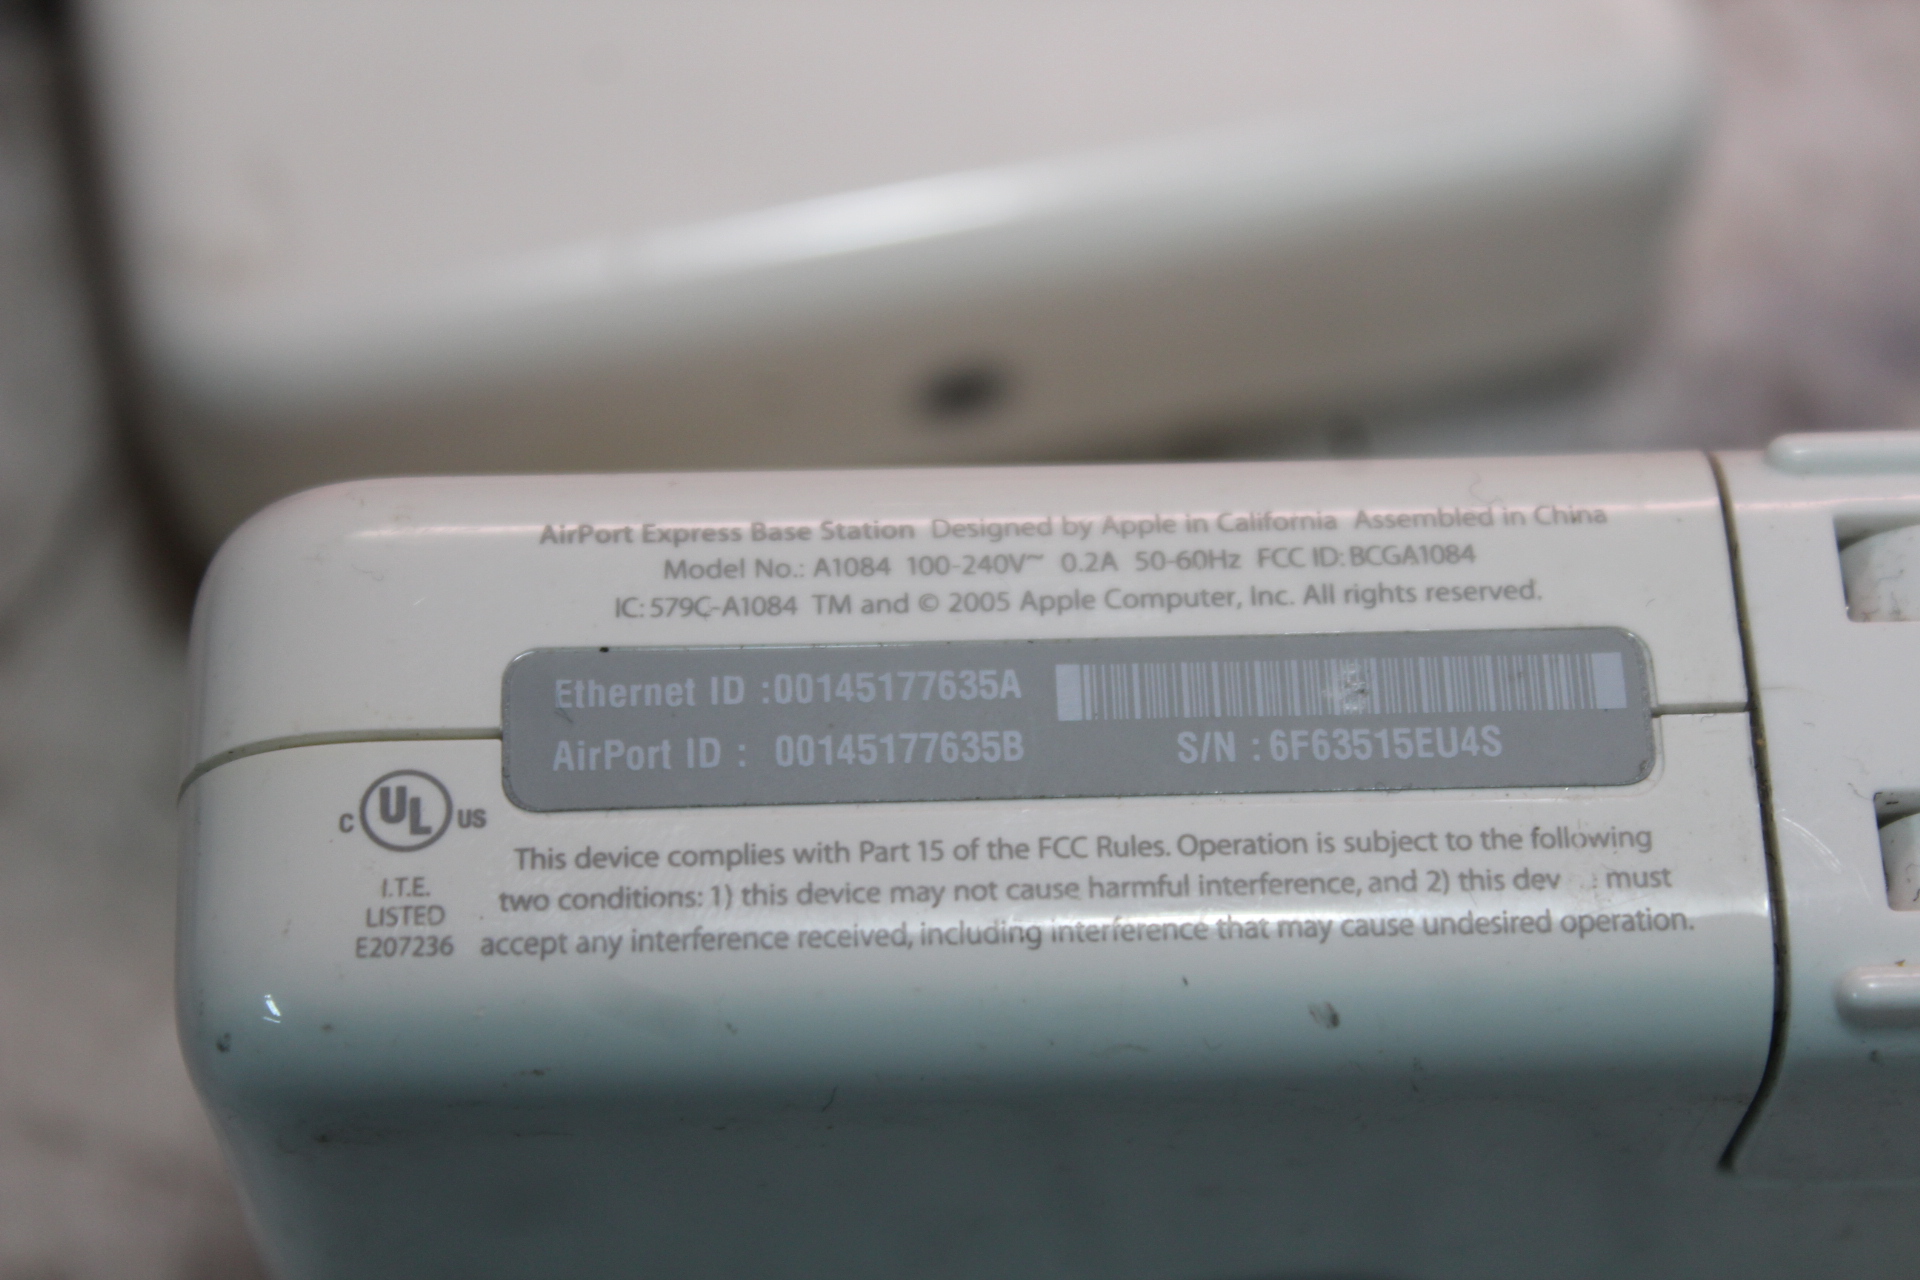 AirPort Express Base Station Designed by Apple in California Assembled in China
Model No.: A1084 100-240V~ 0.2A 50-60Hz FCC ID: BCGA1084
IC: 579C-A1084 TM and © 2005 Apple Computer, Inc. All rights reserved.
Ethernet ID :00145177635A
AirPort ID : 00145177635B
S/N : 6F63515EU4S
C UL US
I.T.E.
LISTED
E207236
This device complies with Part 15 of the FCC Rules. Operation is subject to the following
two conditions: 1) this device may not cause harmful interference, and 2) this dev must
accept any interference received, including interference that may cause undesired operation.